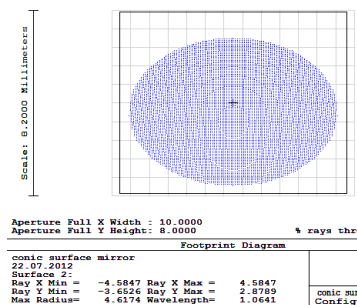 Scale: 8.2000 Millimeters
Aperture Full X Width : 10.0000
Aperture Full Y Height: 8.0000
% rays thr
Footprint Diagram
conic surface mirror
22.07.2012
Surface 2:
Ray X Min = -4.5847 Ray X Max = 4.5847
Ray Y Min = -3.6526 Ray Y Max = 2.8789
Max Radius= 4.6174 Wavelength= 1.0641
conic sur
Config